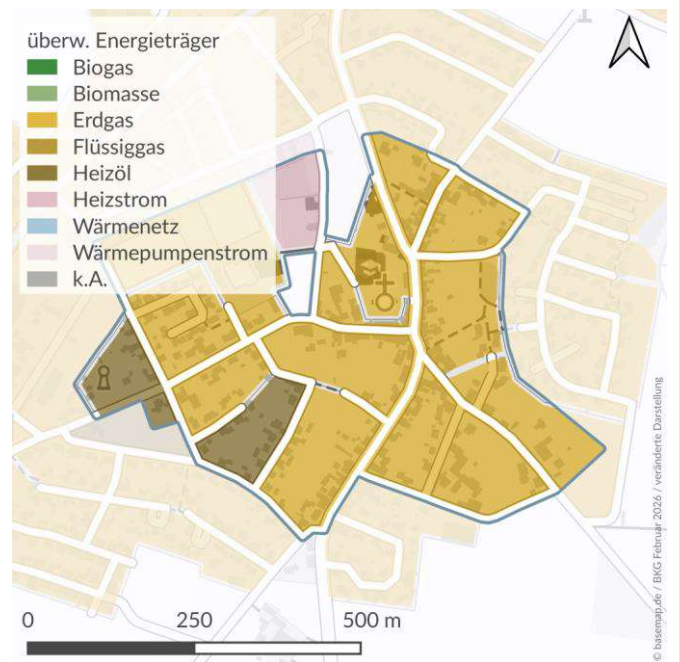 überw. Energieträger
Biogas
Biomasse
Erdgas
Flüssiggas
Heizöl
Heizstrom
Wärmenetz
Wärmepumpenstrom
k.A.
0 250 500 m
© basemap.de / BKG Februar 2026 / veränderte Darstellung